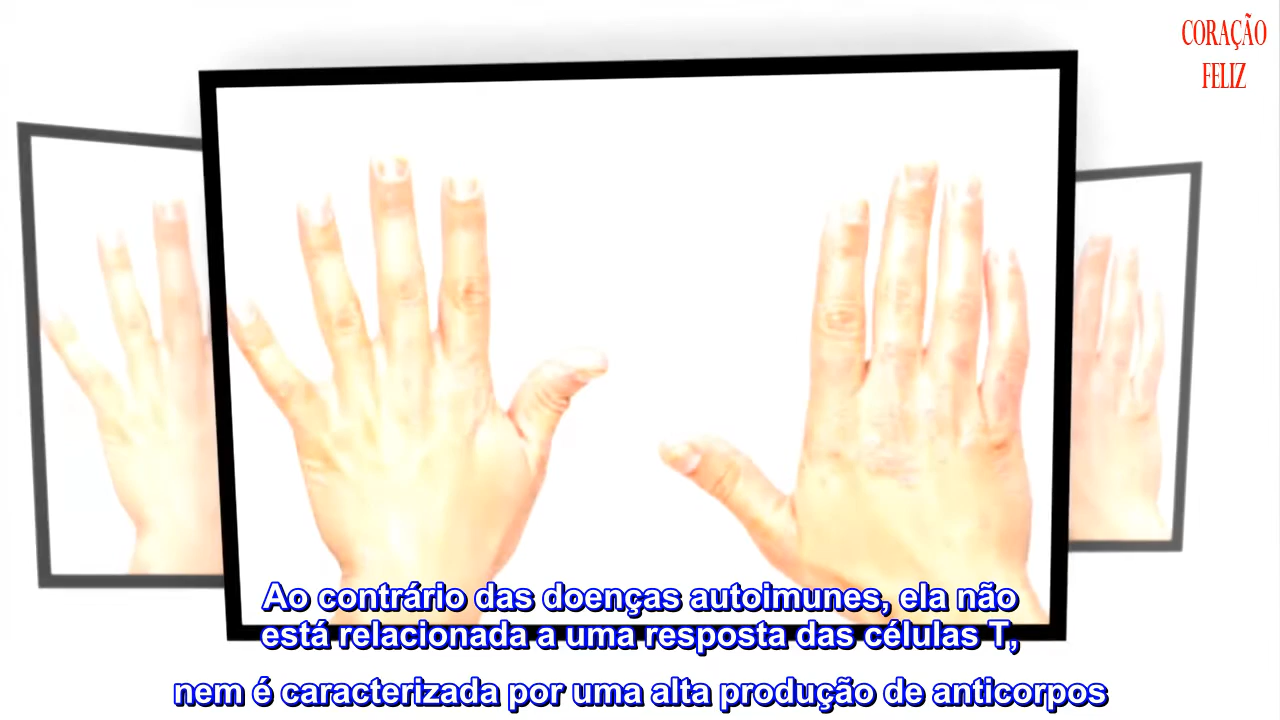 CORAÇÃO
FELIZ
Ao contrário das doenças autoimunes, ela não
está relacionada a uma resposta das células T,
nem é caracterizada por uma alta produção de anticorpos